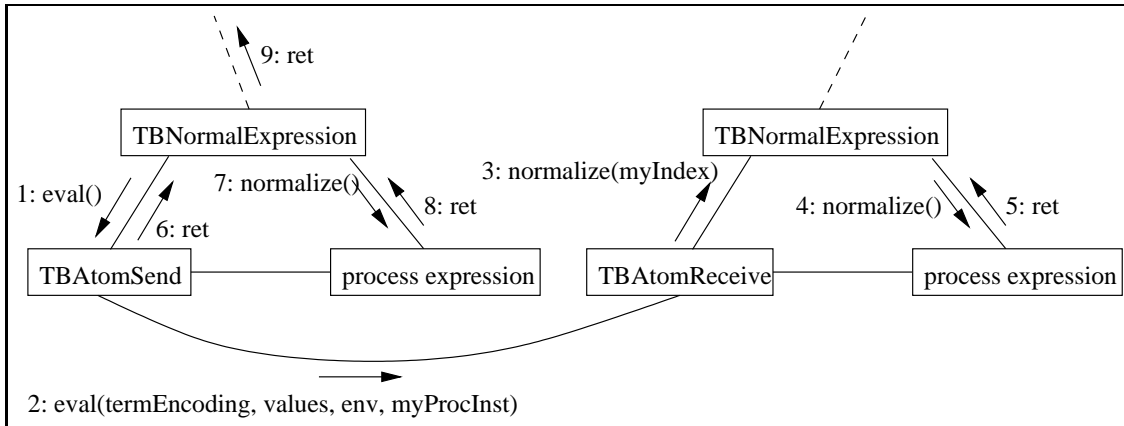 9: ret
TBNormalExpression
TBNormalExpression
1: eval()
7: normalize()
3: normalize(myIndex)
6: ret
8: ret
4: normalize()
5: ret
TBAtomSend
process expression
TBAtomReceive
process expression
2: eval(termEncoding, values, env, myProcInst)